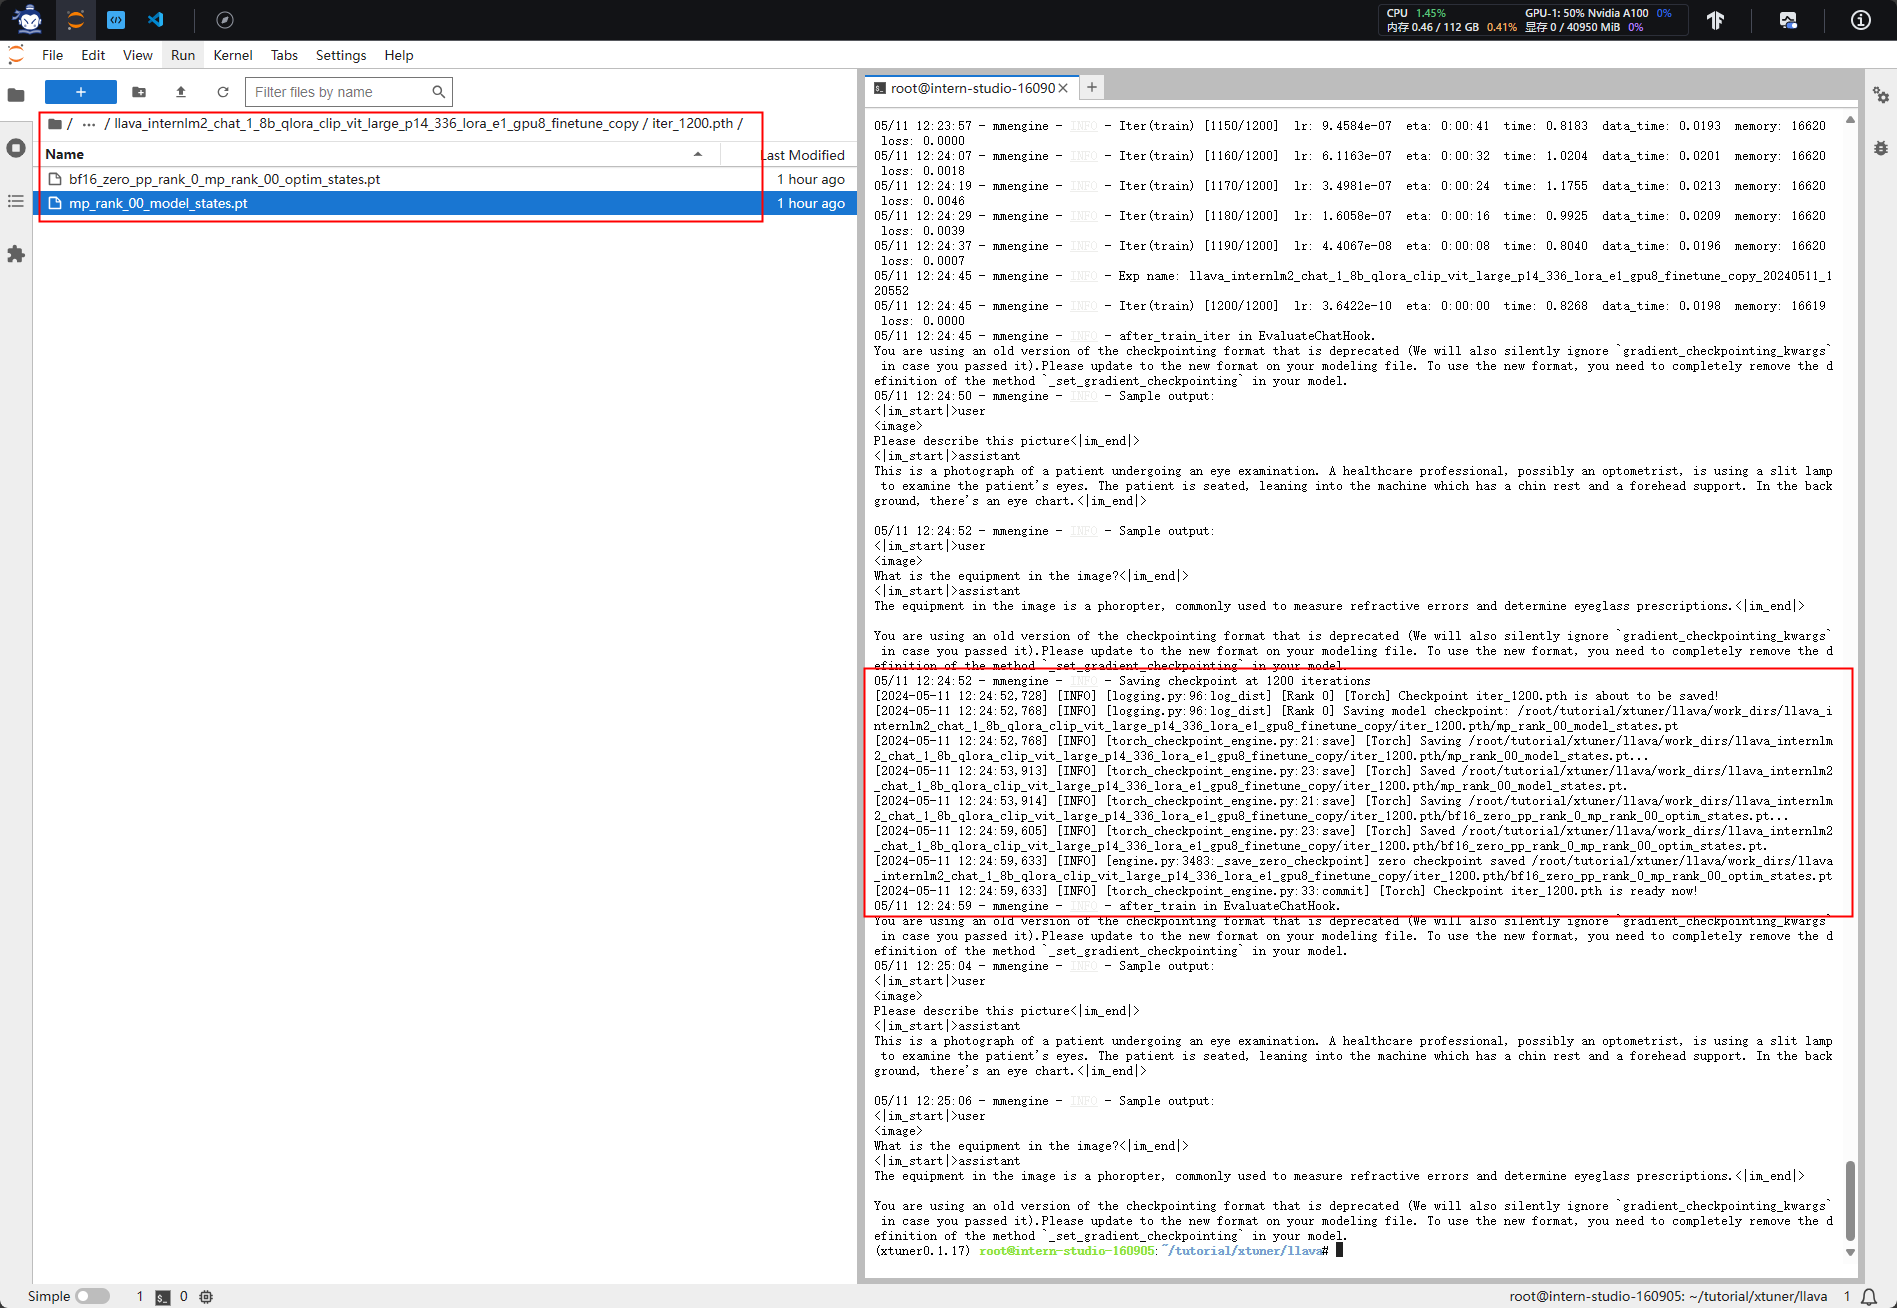 CPU 1.45% GPU-1: 50% Nvidia A100 0%
内存 0.46 / 112 GB 0.41% 显存 0 / 40950 MiB 0%
File Edit View Run Kernel Tabs Settings Help
+ Filter files by name
/ ··· / llava_internlm2_chat_1_8b_qlora_clip_vit_large_p14_336_lora_e1_gpu8_finetune_copy / iter_1200.pth /
Name Last Modified
bf16_zero_pp_rank_0_mp_rank_00_optim_states.pt 1 hour ago
mp_rank_00_model_states.pt 1 hour ago
root@intern-studio-16090 × +
05/11 12:23:57 - mmengine - INFO - Iter(train) [1150/1200] lr: 9.4584e-07 eta: 0:00:41 time: 0.8183 data_time: 0.0193 memory: 16620
loss: 0.0000
05/11 12:24:07 - mmengine - INFO - Iter(train) [1160/1200] lr: 6.1163e-07 eta: 0:00:32 time: 1.0204 data_time: 0.0201 memory: 16620
loss: 0.0018
05/11 12:24:19 - mmengine - INFO - Iter(train) [1170/1200] lr: 3.4981e-07 eta: 0:00:24 time: 1.1755 data_time: 0.0213 memory: 16620
loss: 0.0046
05/11 12:24:29 - mmengine - INFO - Iter(train) [1180/1200] lr: 1.6058e-07 eta: 0:00:16 time: 0.9925 data_time: 0.0209 memory: 16620
loss: 0.0039
05/11 12:24:37 - mmengine - INFO - Iter(train) [1190/1200] lr: 4.4067e-08 eta: 0:00:08 time: 0.8040 data_time: 0.0196 memory: 16620
loss: 0.0007
05/11 12:24:45 - mmengine - INFO - Exp name: llava_internlm2_chat_1_8b_qlora_clip_vit_large_p14_336_lora_e1_gpu8_finetune_copy_20240511_1
20552
05/11 12:24:45 - mmengine - INFO - Iter(train) [1200/1200] lr: 3.6422e-10 eta: 0:00:00 time: 0.8268 data_time: 0.0198 memory: 16619
loss: 0.0000
05/11 12:24:45 - mmengine - INFO - after_train_iter in EvaluateChatHook.
You are using an old version of the checkpointing format that is deprecated (We will also silently ignore `gradient_checkpointing_kwargs`
in case you passed it).Please update to the new format on your modeling file. To use the new format, you need to completely remove the d
efinition of the method `_set_gradient_checkpointing` in your model.
05/11 12:24:50 - mmengine - INFO - Sample output:
<|im_start|>user
<image>
Please describe this picture<|im_end|>
<|im_start|>assistant
This is a photograph of a patient undergoing an eye examination. A healthcare professional, possibly an optometrist, is using a slit lamp
to examine the patient's eyes. The patient is seated, leaning into the machine which has a chin rest and a forehead support. In the back
ground, there's an eye chart.<|im_end|>
05/11 12:24:52 - mmengine - INFO - Sample output:
<|im_start|>user
<image>
What is the equipment in the image?<|im_end|>
<|im_start|>assistant
The equipment in the image is a phoropter, commonly used to measure refractive errors and determine eyeglass prescriptions.<|im_end|>
You are using an old version of the checkpointing format that is deprecated (We will also silently ignore `gradient_checkpointing_kwargs`
in case you passed it).Please update to the new format on your modeling file. To use the new format, you need to completely remove the d
efinition of the method `_set_gradient_checkpointing` in your model.
05/11 12:24:52 - mmengine - INFO - Saving checkpoint at 1200 iterations
[2024-05-11 12:24:52,728] [INFO] [logging.py:96:log_dist] [Rank 0] [Torch] Checkpoint iter_1200.pth is about to be saved!
[2024-05-11 12:24:52,768] [INFO] [logging.py:96:log_dist] [Rank 0] Saving model checkpoint: /root/tutorial/xtuner/llava/work_dirs/llava_i
nternlm2_chat_1_8b_qlora_clip_vit_large_p14_336_lora_e1_gpu8_finetune_copy/iter_1200.pth/mp_rank_00_model_states.pt
[2024-05-11 12:24:52,768] [INFO] [torch_checkpoint_engine.py:21:save] [Torch] Saving /root/tutorial/xtuner/llava/work_dirs/llava_internlm
2_chat_1_8b_qlora_clip_vit_large_p14_336_lora_e1_gpu8_finetune_copy/iter_1200.pth/mp_rank_00_model_states.pt...
[2024-05-11 12:24:53,913] [INFO] [torch_checkpoint_engine.py:23:save] [Torch] Saved /root/tutorial/xtuner/llava/work_dirs/llava_internlm2
_chat_1_8b_qlora_clip_vit_large_p14_336_lora_e1_gpu8_finetune_copy/iter_1200.pth/mp_rank_00_model_states.pt.
[2024-05-11 12:24:53,914] [INFO] [torch_checkpoint_engine.py:21:save] [Torch] Saving /root/tutorial/xtuner/llava/work_dirs/llava_internlm
2_chat_1_8b_qlora_clip_vit_large_p14_336_lora_e1_gpu8_finetune_copy/iter_1200.pth/bf16_zero_pp_rank_0_mp_rank_00_optim_states.pt...
[2024-05-11 12:24:59,605] [INFO] [torch_checkpoint_engine.py:23:save] [Torch] Saved /root/tutorial/xtuner/llava/work_dirs/llava_internlm2
_chat_1_8b_qlora_clip_vit_large_p14_336_lora_e1_gpu8_finetune_copy/iter_1200.pth/bf16_zero_pp_rank_0_mp_rank_00_optim_states.pt.
[2024-05-11 12:24:59,633] [INFO] [engine.py:3483:_save_zero_checkpoint] zero checkpoint saved /root/tutorial/xtuner/llava/work_dirs/llava
_internlm2_chat_1_8b_qlora_clip_vit_large_p14_336_lora_e1_gpu8_finetune_copy/iter_1200.pth/bf16_zero_pp_rank_0_mp_rank_00_optim_states.pt
[2024-05-11 12:24:59,633] [INFO] [torch_checkpoint_engine.py:33:commit] [Torch] Checkpoint iter_1200.pth is ready now!
05/11 12:24:59 - mmengine - INFO - after_train in EvaluateChatHook.
You are using an old version of the checkpointing format that is deprecated (We will also silently ignore `gradient_checkpointing_kwargs`
in case you passed it).Please update to the new format on your modeling file. To use the new format, you need to completely remove the d
efinition of the method `_set_gradient_checkpointing` in your model.
05/11 12:25:04 - mmengine - INFO - Sample output:
<|im_start|>user
<image>
Please describe this picture<|im_end|>
<|im_start|>assistant
This is a photograph of a patient undergoing an eye examination. A healthcare professional, possibly an optometrist, is using a slit lamp
to examine the patient's eyes. The patient is seated, leaning into the machine which has a chin rest and a forehead support. In the back
ground, there's an eye chart.<|im_end|>
05/11 12:25:06 - mmengine - INFO - Sample output:
<|im_start|>user
<image>
What is the equipment in the image?<|im_end|>
<|im_start|>assistant
The equipment in the image is a phoropter, commonly used to measure refractive errors and determine eyeglass prescriptions.<|im_end|>
You are using an old version of the checkpointing format that is deprecated (We will also silently ignore `gradient_checkpointing_kwargs`
in case you passed it).Please update to the new format on your modeling file. To use the new format, you need to completely remove the d
efinition of the method `_set_gradient_checkpointing` in your model.
(xtuner0.1.17) root@intern-studio-160905:~/tutorial/xtuner/llava#
Simple 1 0 root@intern-studio-160905: ~/tutorial/xtuner/llava 1